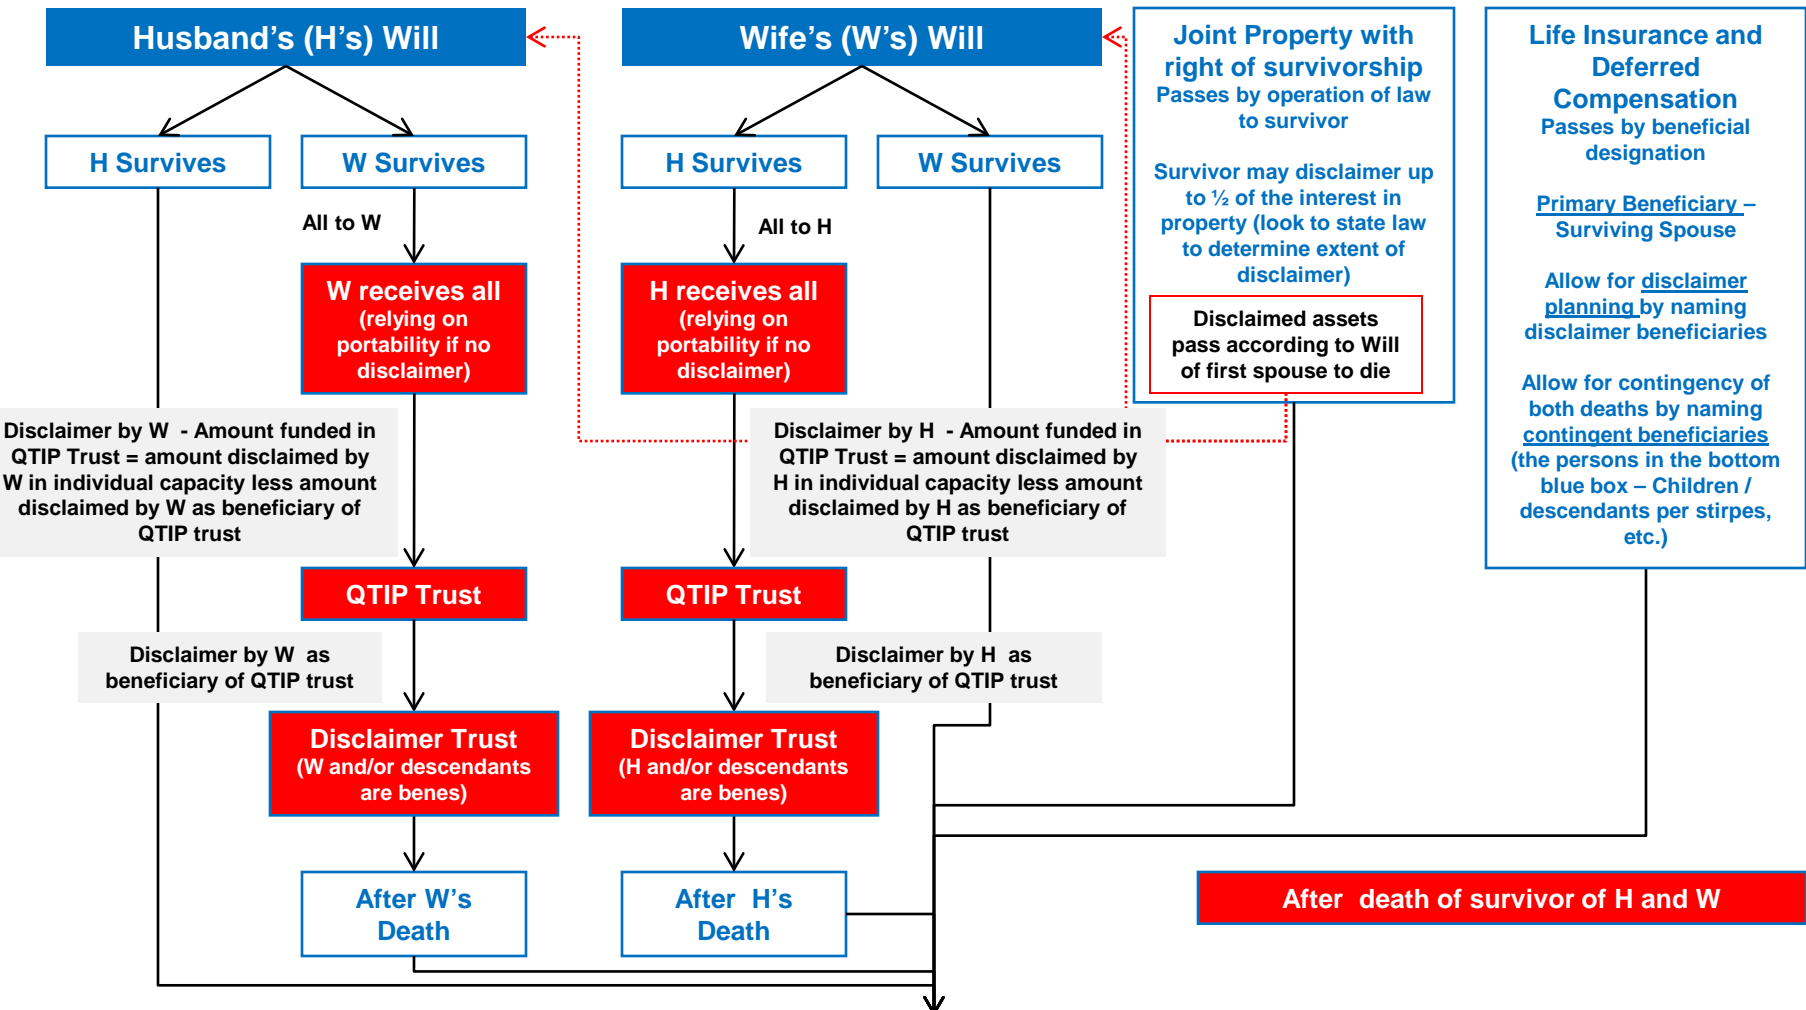 Husband's (H's) Will
Wife's (W's) Will
Joint Property with
right of survivorship
Passes by operation of law
to survivor
Survivor may disclaimer up
to ½ of the interest in
property (look to state law
to determine extent of
disclaimer)
Disclaimed assets
pass according to Will
of first spouse to die
Life Insurance and
Deferred
Compensation
Passes by beneficial
designation
Primary Beneficiary –
Surviving Spouse
Allow for disclaimer
planning by naming
disclaimer beneficiaries
Allow for contingency of
both deaths by naming
contingent beneficiaries
(the persons in the bottom
blue box – Children /
descendants per stirpes,
etc.)
H Survives
W Survives
H Survives
W Survives
All to W
All to H
W receives all
(relying on
portability if no
disclaimer)
H receives all
(relying on
portability if no
disclaimer)
Disclaimer by W - Amount funded in
QTIP Trust = amount disclaimed by
W in individual capacity less amount
disclaimed by W as beneficiary of
QTIP trust
Disclaimer by H - Amount funded in
QTIP Trust = amount disclaimed by
H in individual capacity less amount
disclaimed by H as beneficiary of
QTIP trust
QTIP Trust
QTIP Trust
Disclaimer by W as
beneficiary of QTIP trust
Disclaimer by H as
beneficiary of QTIP trust
Disclaimer Trust
(W and/or descendants
are benes)
Disclaimer Trust
(H and/or descendants
are benes)
After W's
Death
After H's
Death
After death of survivor of H and W